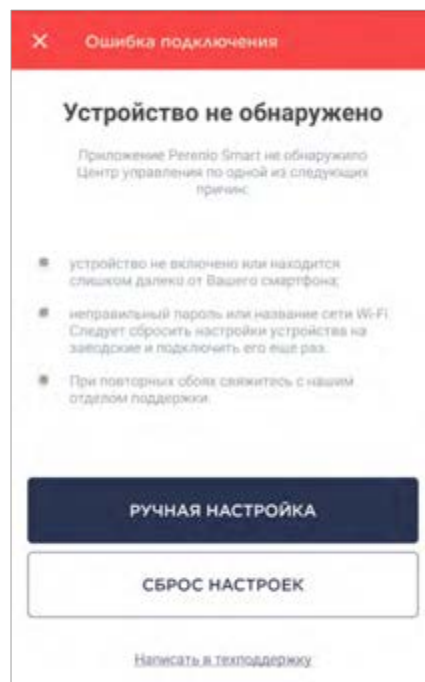 × Ошибка подключения
Устройство не обнаружено
Приложение Perenio Smart не обнаружило
Центр управления по одной из следующих
причин:
устройство не включено или находится
слишком далеко от Вашего смартфона;
неправильный пароль или название сети Wi-Fi.
Следует сбросить настройки устройства на
заводские и подключить его еще раз.
При повторных сбоях свяжитесь с нашим
отделом поддержки.
РУЧНАЯ НАСТРОЙКА
СБРОС НАСТРОЕК
Написать в техподдержку